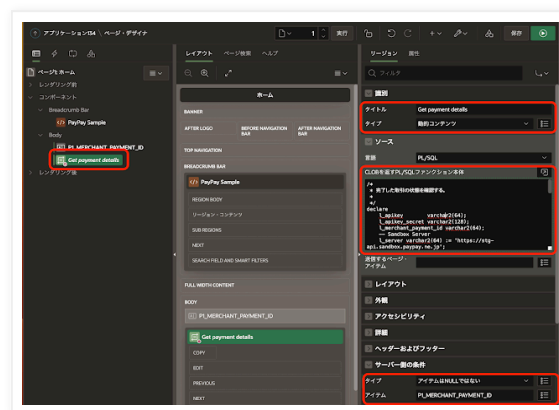 アプリケーション134 \ ページ・デザイナ
1
実行
保存
ページ1: ホーム
レンダリング前
コンポーネント
Breadcrumb Bar
PayPay Sample
Body
P1_MERCHANT_PAYMENT_ID
Get payment details
レンダリング後
レイアウト
ページ検索
ヘルプ
ホーム
BANNER
AFTER LOGO
BEFORE NAVIGATION BAR
AFTER NAVIGATION BAR
TOP NAVIGATION
BREADCRUMB BAR
PayPay Sample
REGION BODY
リージョン・コンテンツ
SUB REGIONS
NEXT
SEARCH FIELD AND SMART FILTERS
FULL WIDTH CONTENT
BODY
P1_MERCHANT_PAYMENT_ID
Get payment details
COPY
EDIT
PREVIOUS
NEXT
リージョン
属性
フィルタ
識別
タイトル
Get payment details
タイプ
動的コンテンツ
ソース
言語
PL/SQL
CLOBを返すPL/SQLファンクション本体
/*
* 完了した取引の状態を確認する。
*
*/
declare
l_apikey varchar2(64);
l_apikey_secret varchar2(128);
l_merchant_payment_id varchar2(64);
-- Sandbox Server
l_server varchar2(64) := 'https://stg-
api.sandbox.paypay.ne.jp';
送信するページ・
アイテム
レイアウト
外観
アクセシビリティ
詳細
ヘッダーおよびフッター
サーバー側の条件
タイプ
アイテムはNULLではない
アイテム
P1_MERCHANT_PAYMENT_ID